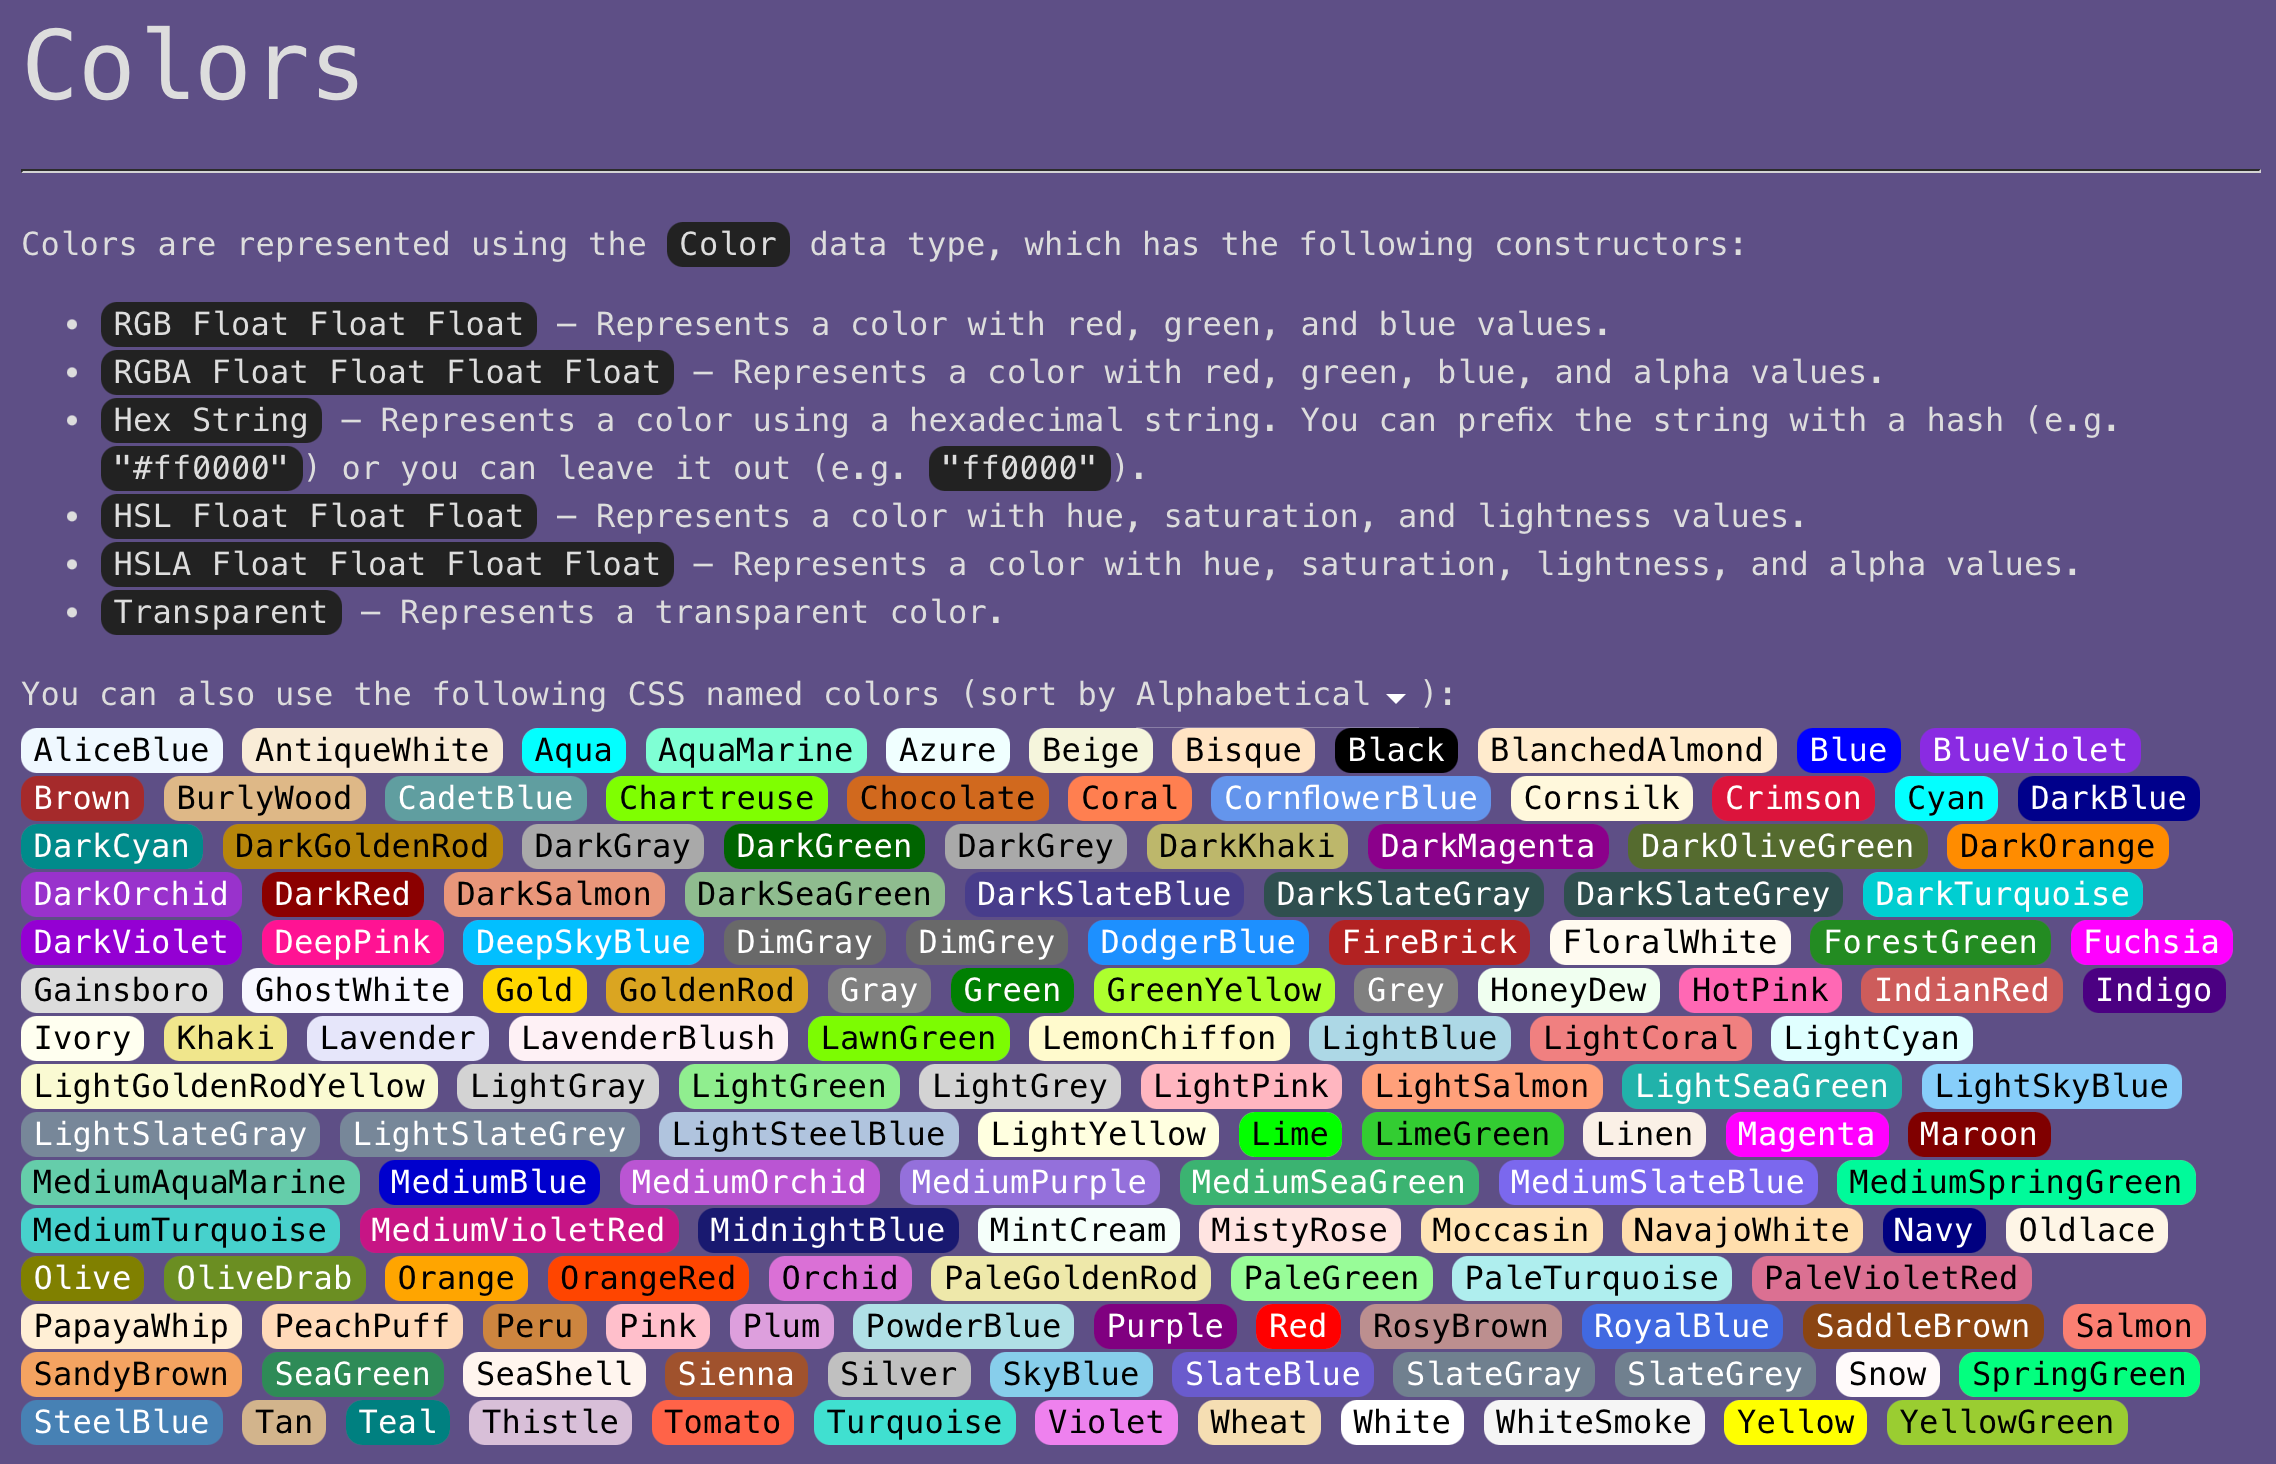 Colors
Colors are represented using the Color data type, which has the following constructors:
• RGB Float Float Float — Represents a color with red, green, and blue values.
• RGBA Float Float Float Float — Represents a color with red, green, blue, and alpha values.
• Hex String — Represents a color using a hexadecimal string. You can prefix the string with a hash (e.g.
"#ff0000") or you can leave it out (e.g. "ff0000").
• HSL Float Float Float — Represents a color with hue, saturation, and lightness values.
• HSLA Float Float Float Float — Represents a color with hue, saturation, lightness, and alpha values.
• Transparent — Represents a transparent color.
You can also use the following CSS named colors (sort by Alphabetical ):
AliceBlue AntiqueWhite Aqua AquaMarine Azure Beige Bisque Black BlanchedAlmond Blue BlueViolet
Brown BurlyWood CadetBlue Chartreuse Chocolate Coral CornflowerBlue Cornsilk Crimson Cyan DarkBlue
DarkCyan DarkGoldenRod DarkGray DarkGreen DarkGrey DarkKhaki DarkMagenta DarkOliveGreen DarkOrange
DarkOrchid DarkRed DarkSalmon DarkSeaGreen DarkSlateBlue DarkSlateGray DarkSlateGrey DarkTurquoise
DarkViolet DeepPink DeepSkyBlue DimGray DimGrey DodgerBlue FireBrick FloralWhite ForestGreen Fuchsia
Gainsboro GhostWhite Gold GoldenRod Gray Green GreenYellow Grey HoneyDew HotPink IndianRed Indigo
Ivory Khaki Lavender LavenderBlush LawnGreen LemonChiffon LightBlue LightCoral LightCyan
LightGoldenRodYellow LightGray LightGreen LightGrey LightPink LightSalmon LightSeaGreen LightSkyBlue
LightSlateGray LightSlateGrey LightSteelBlue LightYellow Lime LimeGreen Linen Magenta Maroon
MediumAquaMarine MediumBlue MediumOrchid MediumPurple MediumSeaGreen MediumSlateBlue MediumSpringGreen
MediumTurquoise MediumVioletRed MidnightBlue MintCream MistyRose Moccasin NavajoWhite Navy Oldlace
Olive OliveDrab Orange OrangeRed Orchid PaleGoldenRod PaleGreen PaleTurquoise PaleVioletRed
PapayaWhip PeachPuff Peru Pink Plum PowderBlue Purple Red RosyBrown RoyalBlue SaddleBrown Salmon
SandyBrown SeaGreen SeaShell Sienna Silver SkyBlue SlateBlue SlateGray SlateGrey Snow SpringGreen
SteelBlue Tan Teal Thistle Tomato Turquoise Violet Wheat White WhiteSmoke Yellow YellowGreen